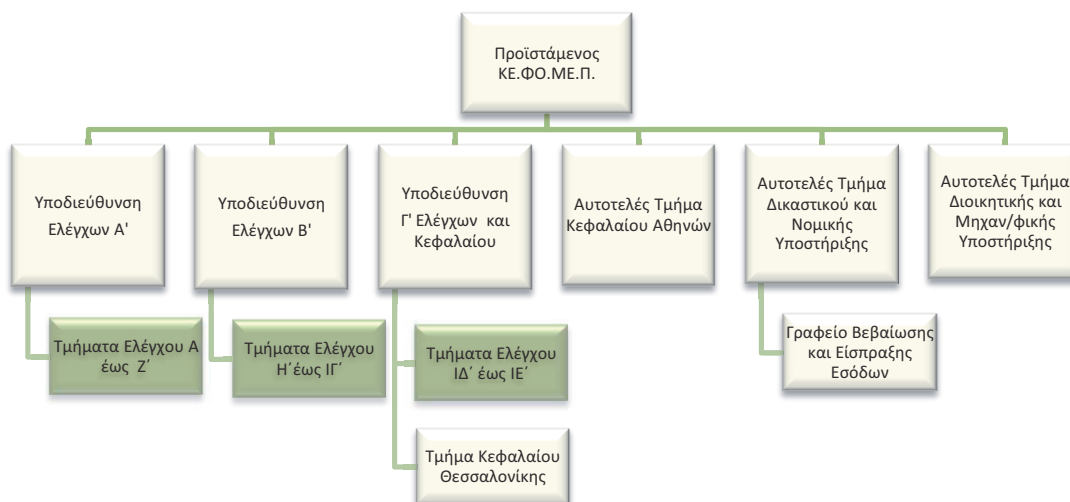 Προϊστάμενος
ΚΕ.ΦΟ.ΜΕ.Π.
Υποδιεύθυνση
Ελέγχων Α'
Υποδιεύθυνση
Ελέγχων Β'
Υποδιεύθυνση
Γ' Ελέγχων και
Κεφαλαίου
Αυτοτελές Τμήμα
Κεφαλαίου Αθηνών
Αυτοτελές Τμήμα
Δικαστικού και
Νομικής
Υποστήριξης
Αυτοτελές Τμήμα
Διοικητικής και
Μηχαν/φικής
Υποστήριξης
Τμήματα Ελέγχου Α
έως Ζ΄
Τμήματα Ελέγχου
Η΄έως ΙΓ΄
Τμήματα Ελέγχου
ΙΔ΄ έως ΙΕ΄
Γραφείο Βεβαίωσης
και Είσπραξης
Εσόδων
Τμήμα Κεφαλαίου
Θεσσαλονίκης